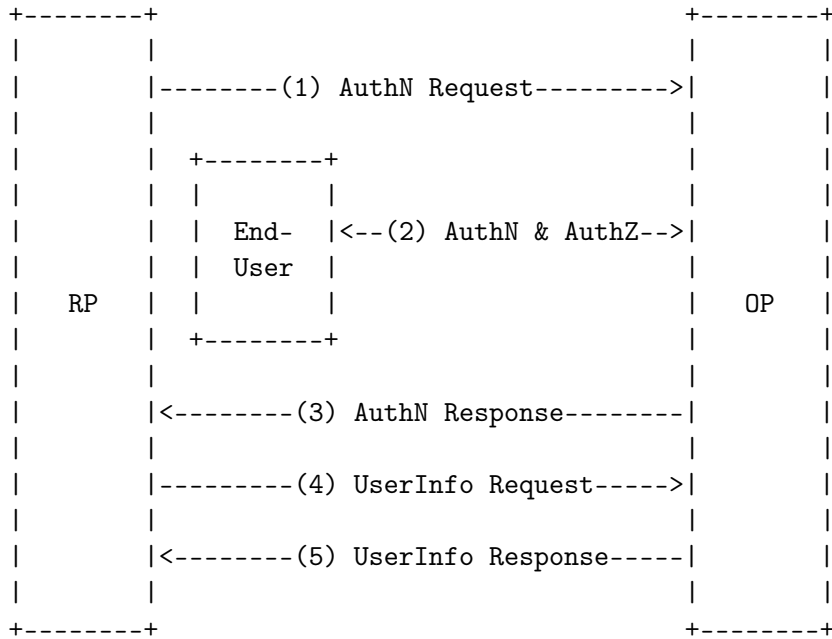 (1) AuthN Request
End-
(2) AuthN & AuthZ
User
RP
OP
(3) AuthN Response
(4) UserInfo Request
(5) UserInfo Response